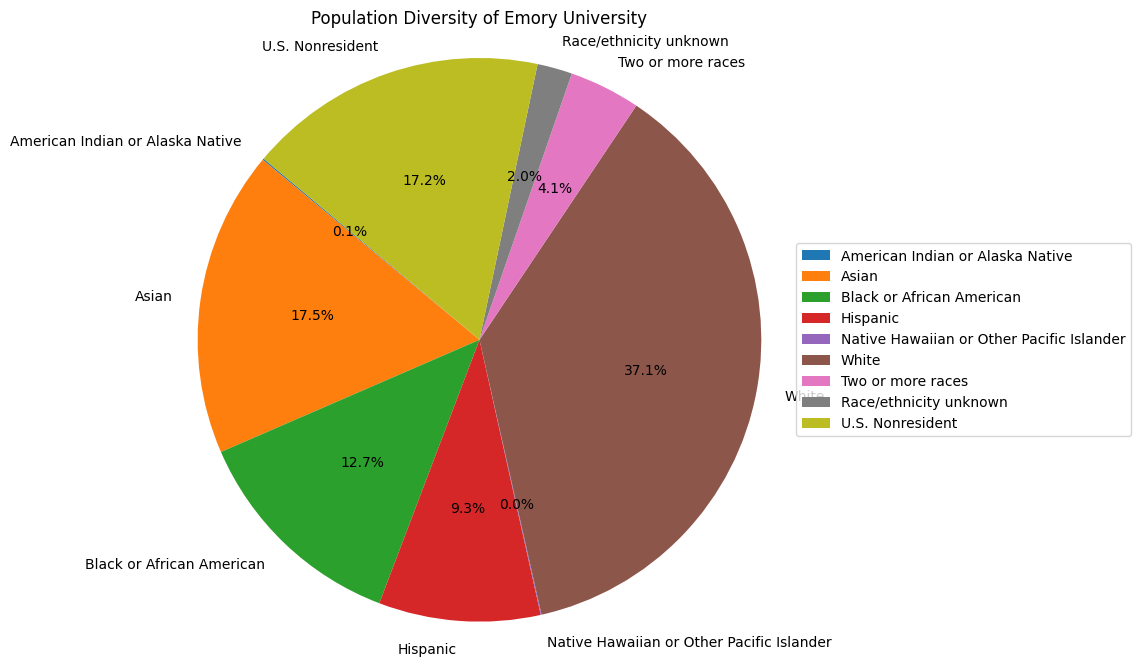 Population Diversity of Emory University
Race/ethnicity unknown
U.S. Nonresident
Two or more races
American Indian or Alaska Native
2.0%
17.2%
4.1%
0.1%
American Indian or Alaska Native
Asian
Asian
Black or African American
17.5%
Hispanic
Native Hawaiian or Other Pacific Islander
White
37.1%
Two or more races
White
Race/ethnicity unknown
U.S. Nonresident
12.7%
9.3%
0.0%
Black or African American
Native Hawaiian or Other Pacific Islander
Hispanic